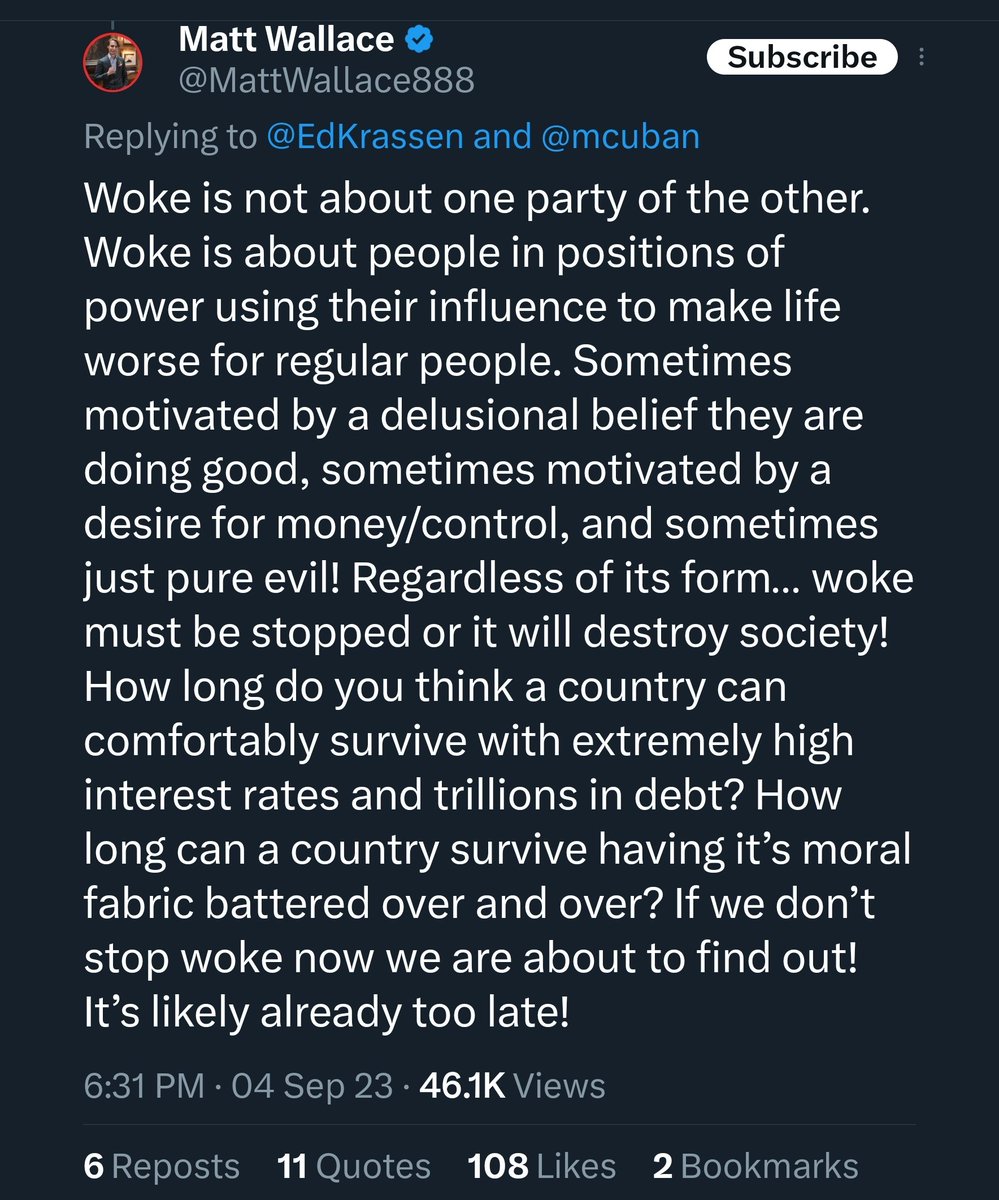 Matt Wallace
@MattWallace888
Subscribe
Replying to @EdKrassen and @mcuban
Woke is not about one party of the other.
Woke is about people in positions of
power using their influence to make life
worse for regular people. Sometimes
motivated by a delusional belief they are
doing good, sometimes motivated by a
desire for money/control, and sometimes
just pure evil! Regardless of its form... woke
must be stopped or it will destroy society!
How long do you think a country can
comfortably survive with extremely high
interest rates and trillions in debt? How
long can a country survive having it’s moral
fabric battered over and over? If we don’t
stop woke now we are about to find out!
It’s likely already too late!
6:31 PM · 04 Sep 23 · 46.1K Views
6 Reposts 11 Quotes 108 Likes 2 Bookmarks